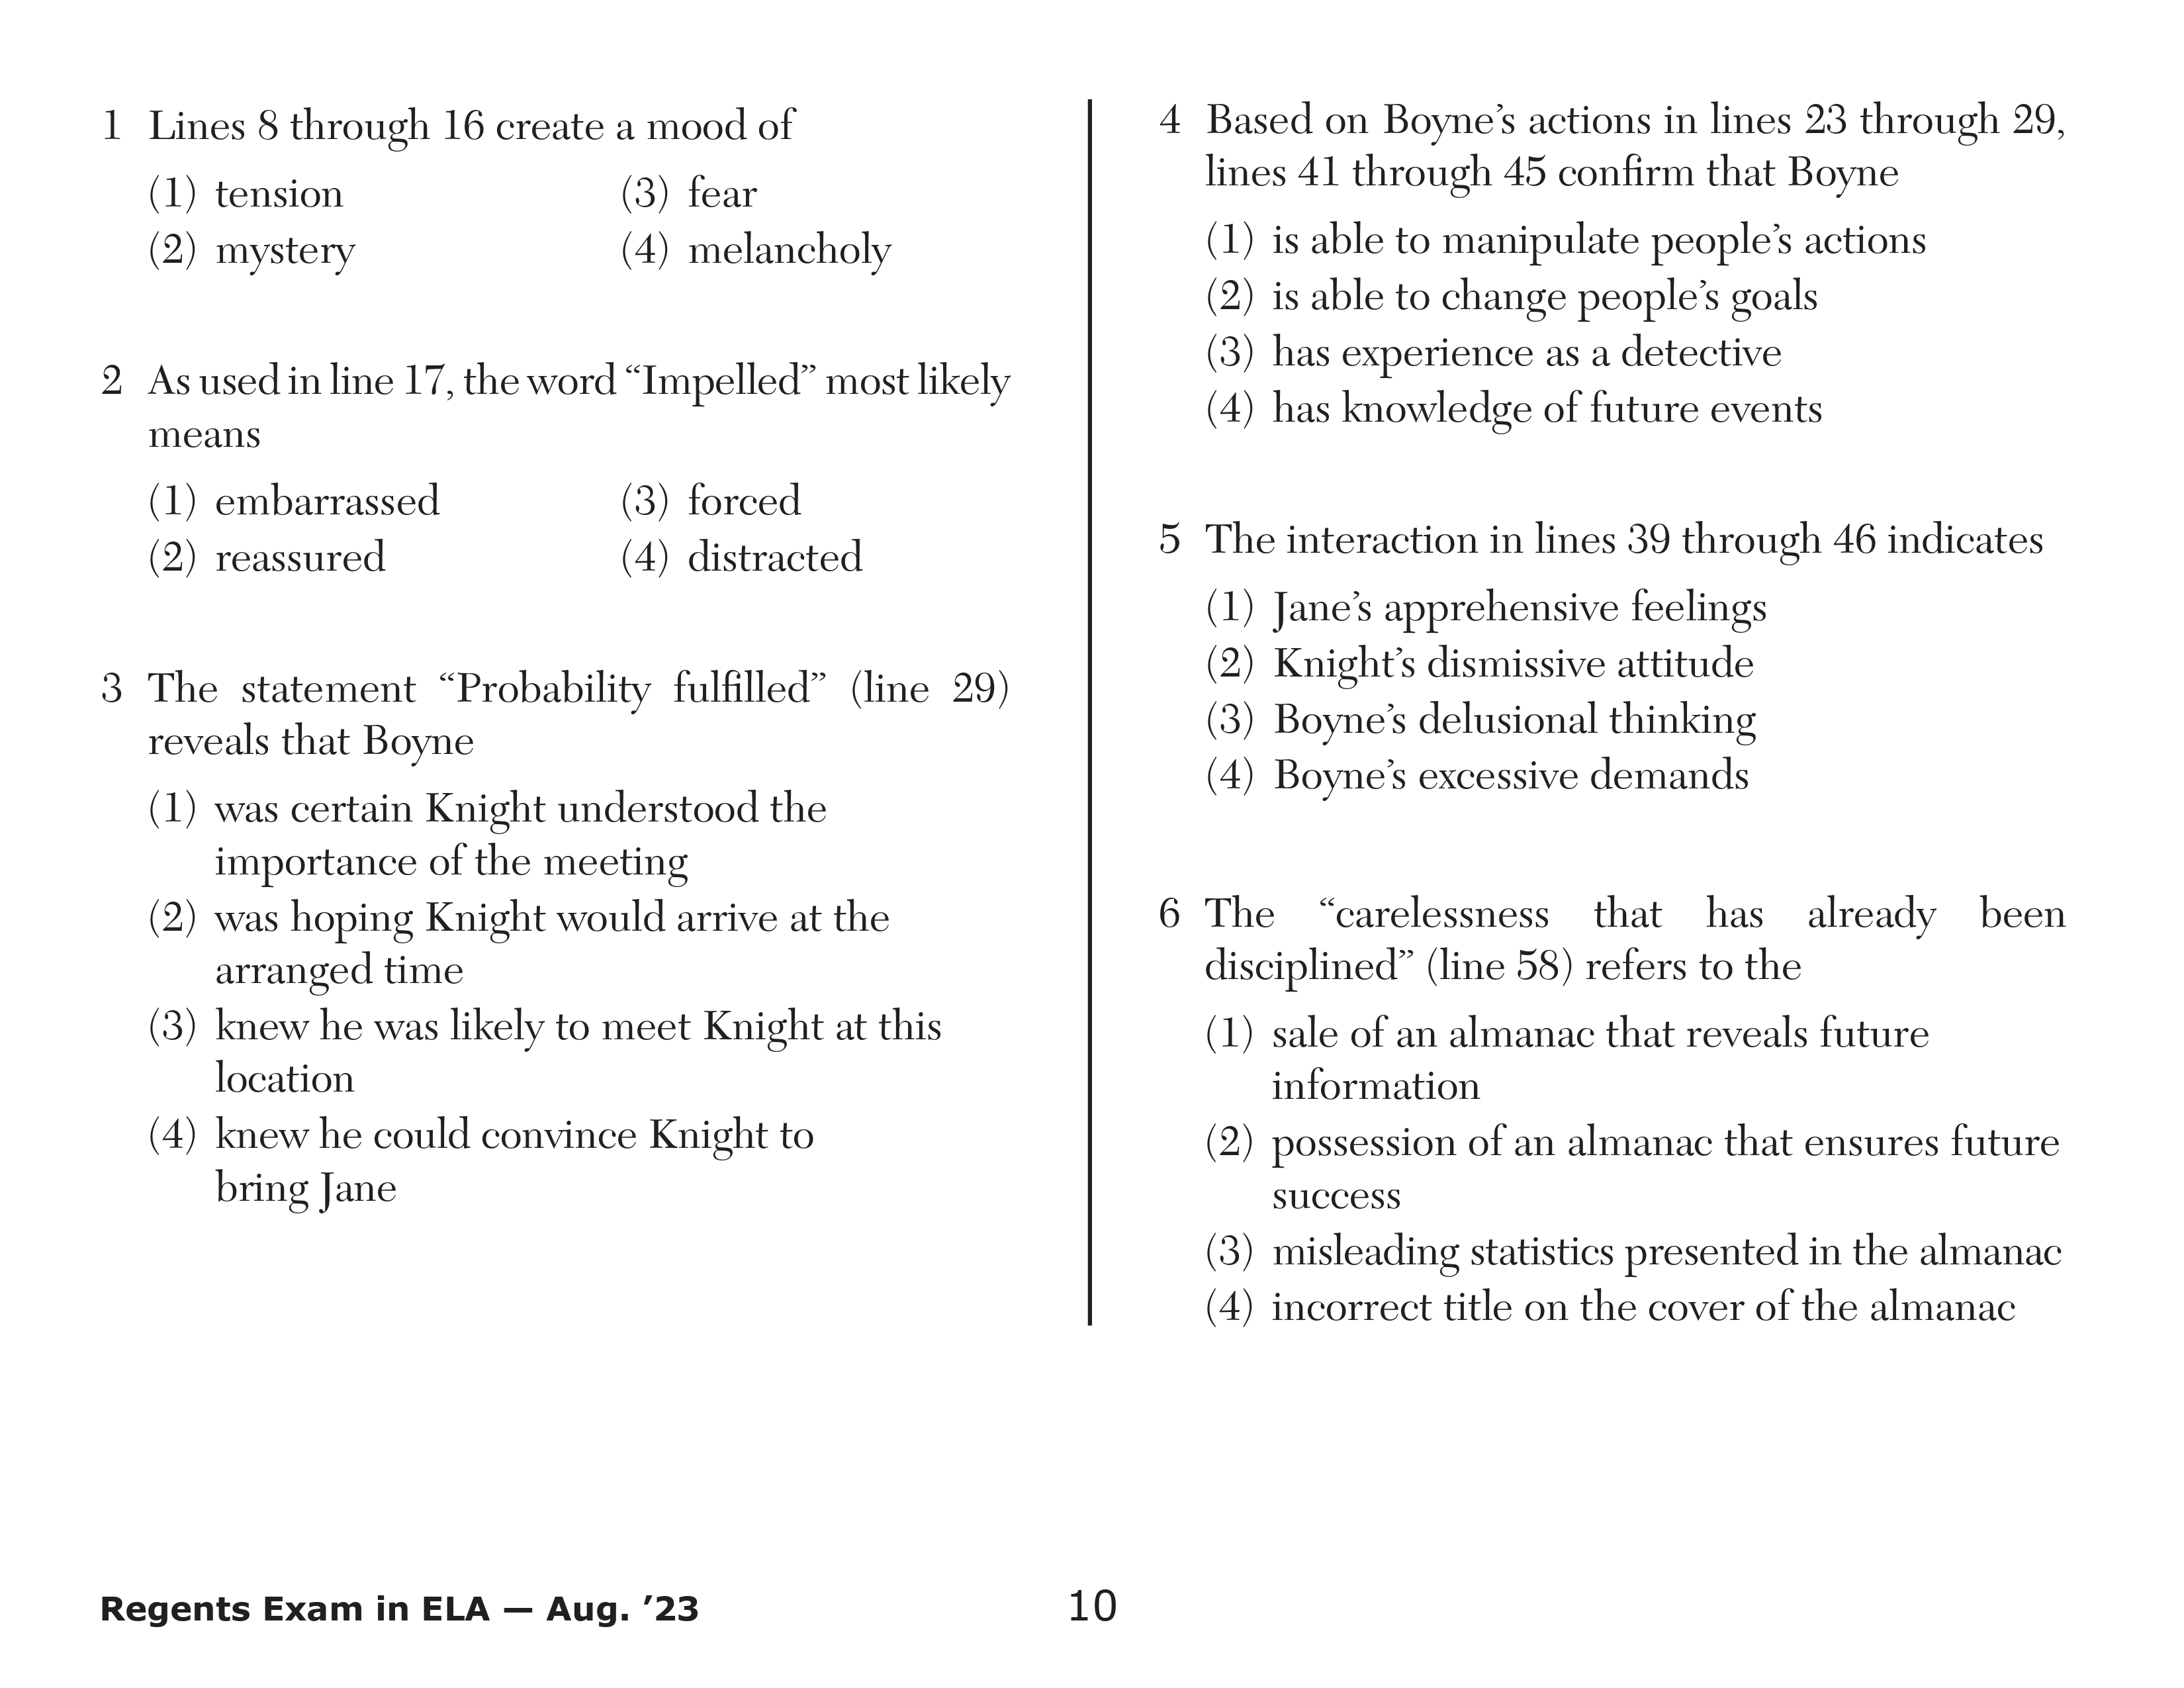 1 Lines 8 through 16 create a mood of
(1) tension (3) fear
(2) mystery (4) melancholy
2 As used in line 17, the word “Impelled” most likely
means
(1) embarrassed (3) forced
(2) reassured (4) distracted
3 The statement “Probability fulfilled” (line 29)
reveals that Boyne
(1) was certain Knight understood the
importance of the meeting
(2) was hoping Knight would arrive at the
arranged time
(3) knew he was likely to meet Knight at this
location
(4) knew he could convince Knight to
bring Jane
4 Based on Boyne’s actions in lines 23 through 29,
lines 41 through 45 confirm that Boyne
(1) is able to manipulate people’s actions
(2) is able to change people’s goals
(3) has experience as a detective
(4) has knowledge of future events
5 The interaction in lines 39 through 46 indicates
(1) Jane’s apprehensive feelings
(2) Knight’s dismissive attitude
(3) Boyne’s delusional thinking
(4) Boyne’s excessive demands
6 The “carelessness that has already been
disciplined” (line 58) refers to the
(1) sale of an almanac that reveals future
information
(2) possession of an almanac that ensures future
success
(3) misleading statistics presented in the almanac
(4) incorrect title on the cover of the almanac
Regents Exam in ELA — Aug. ’23 10